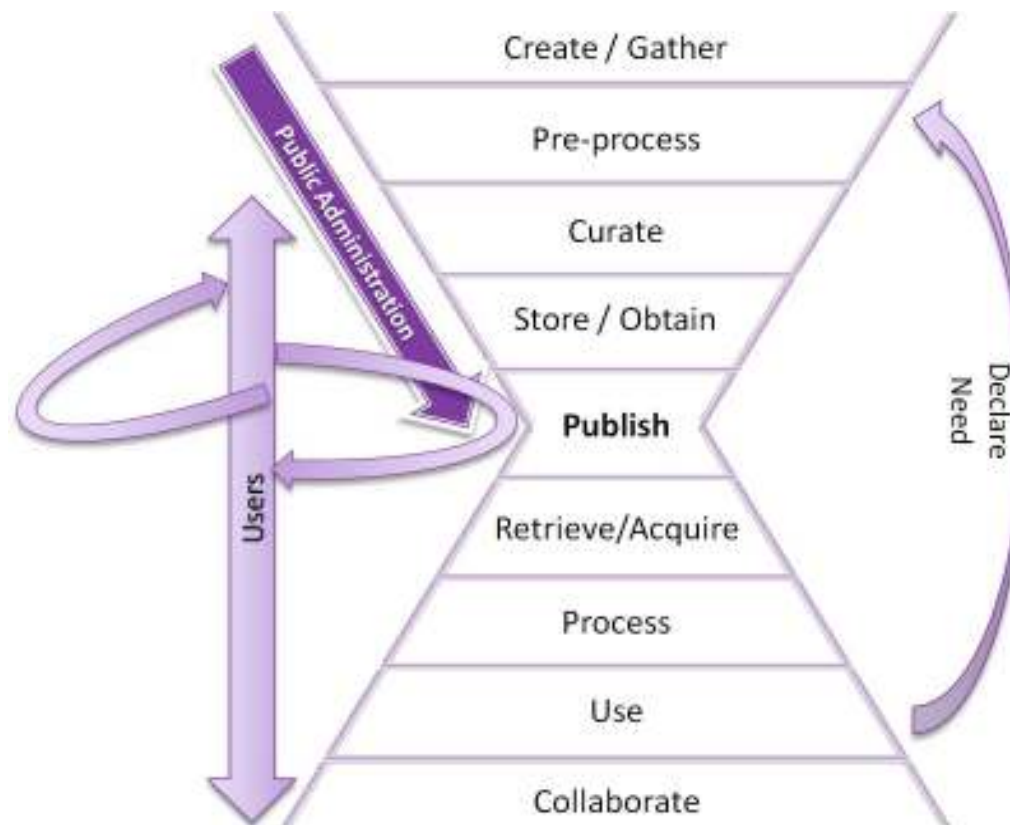 Create / Gather
Pre-process
Curate
Store / Obtain
Publish
Retrieve/Acquire
Process
Use
Collaborate
Public Administration
Users
Declare
Need